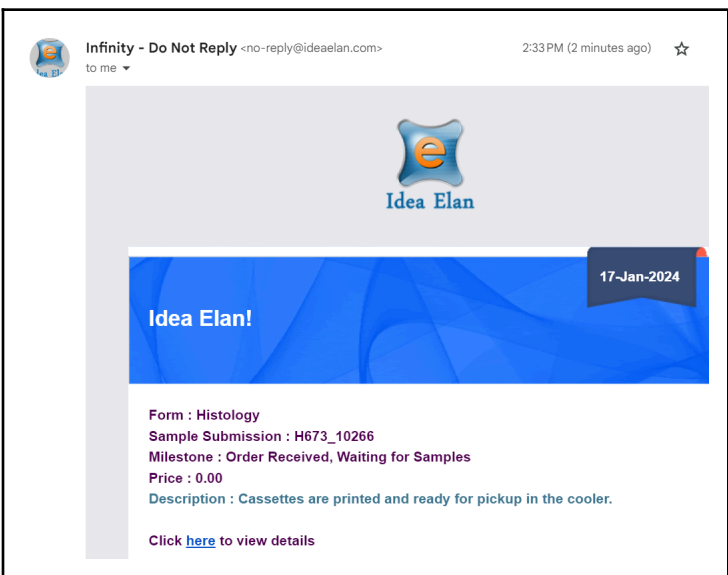 Infinity - Do Not Reply <no-reply@ideaelan.com>
2:33 PM (2 minutes ago)
to me
e
Idea Elan
17-Jan-2024
Idea Elan!
Form : Histology
Sample Submission : H673_10266
Milestone : Order Received, Waiting for Samples
Price : 0.00
Description : Cassettes are printed and ready for pickup in the cooler.
Click here to view details